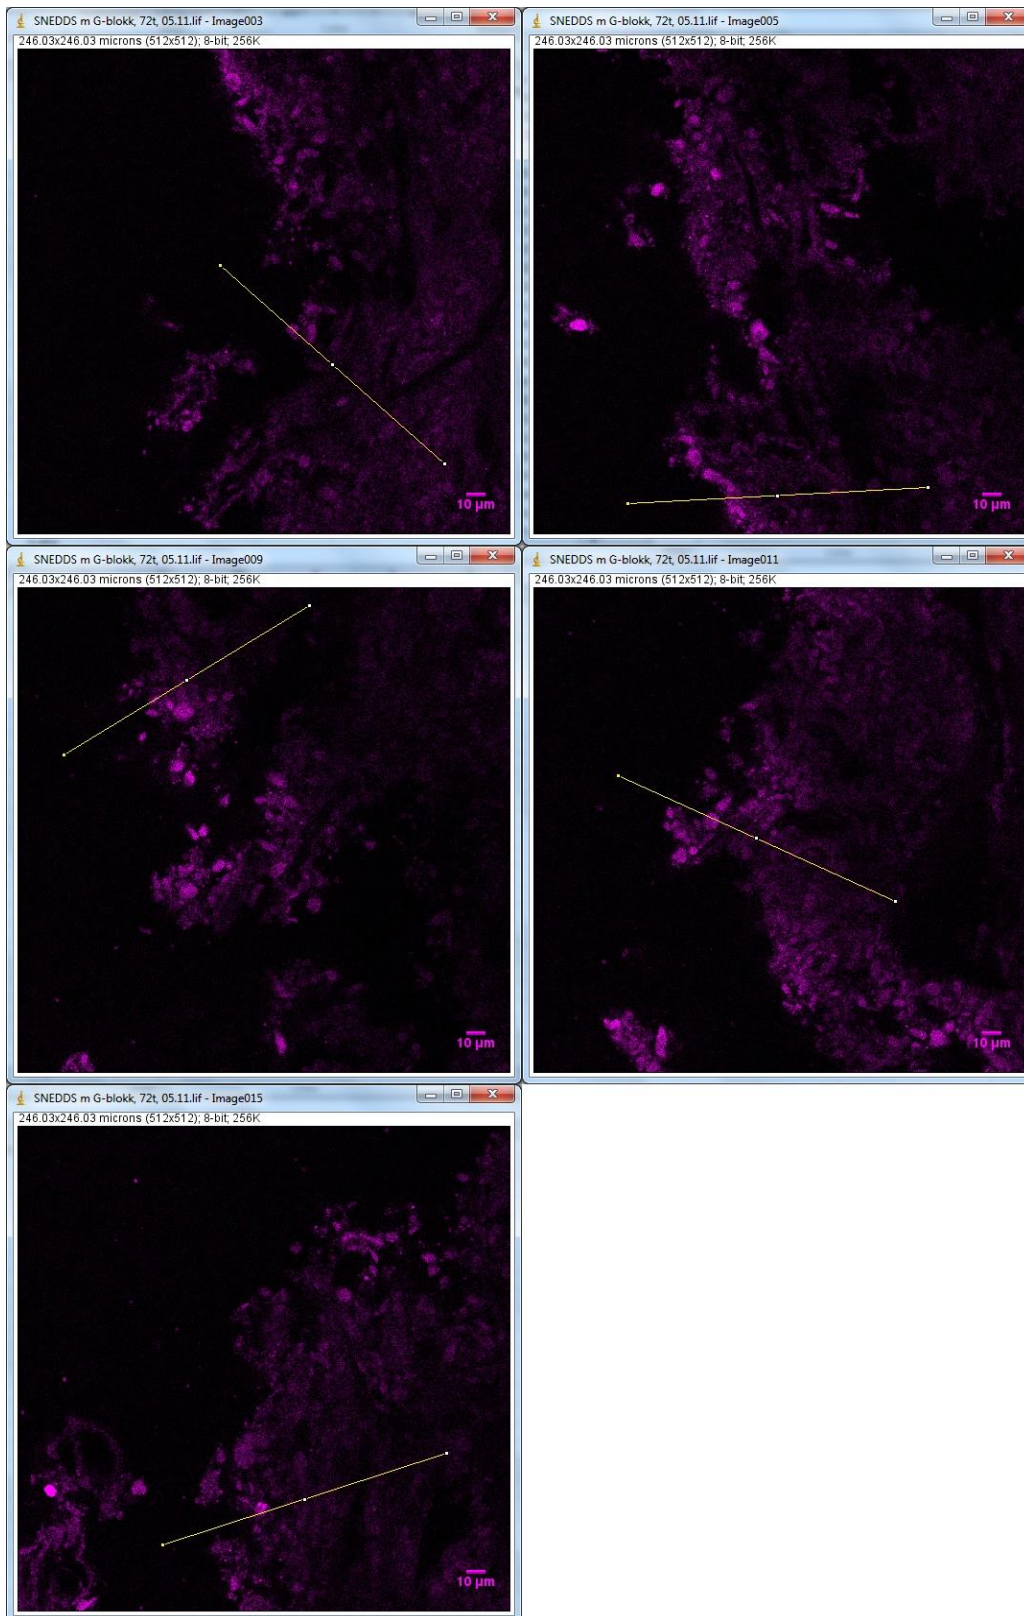 SNEDDS m G-blokk, 72t, 05.11.lif - Image003
246.03x246.03 microns (512x512); 8-bit; 256K
10 µm
SNEDDS m G-blokk, 72t, 05.11.lif - Image005
246.03x246.03 microns (512x512); 8-bit; 256K
10 µm
SNEDDS m G-blokk, 72t, 05.11.lif - Image009
246.03x246.03 microns (512x512); 8-bit; 256K
10 µm
SNEDDS m G-blokk, 72t, 05.11.lif - Image011
246.03x246.03 microns (512x512); 8-bit; 256K
10 µm
SNEDDS m G-blokk, 72t, 05.11.lif - Image015
246.03x246.03 microns (512x512); 8-bit; 256K
10 µm